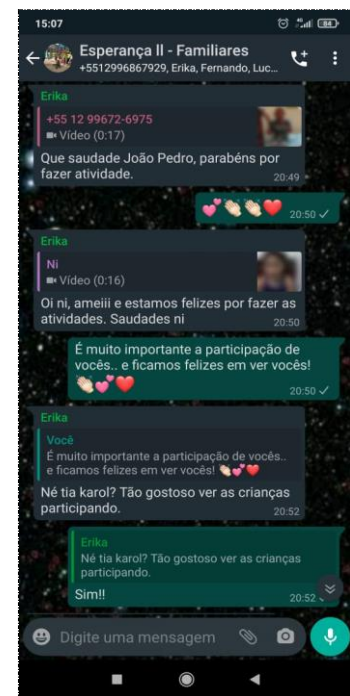 15:07
84
Esperança II - Familiares
+5512996867929, Erika, Fernando, Luc...
Erika
+55 12 99672-6975
Vídeo (0:17)
Que saudade João Pedro, parabéns por
fazer atividade.
20:49
20:50
Erika
Ni
Vídeo (0:16)
Oi ni, ameiii e estamos felizes por fazer as
atividades. Saudades ni
20:50
É muito importante a participação de
vocês.. e ficamos felizes em ver vocês!
20:50
Erika
Você
É muito importante a participação de vocês..
e ficamos felizes em ver vocês!
Né tia karol? Tão gostoso ver as crianças
participando.
20:52
Erika
Né tia karol? Tão gostoso ver as crianças
participando.
Sim!!
20:52
Digite uma mensagem